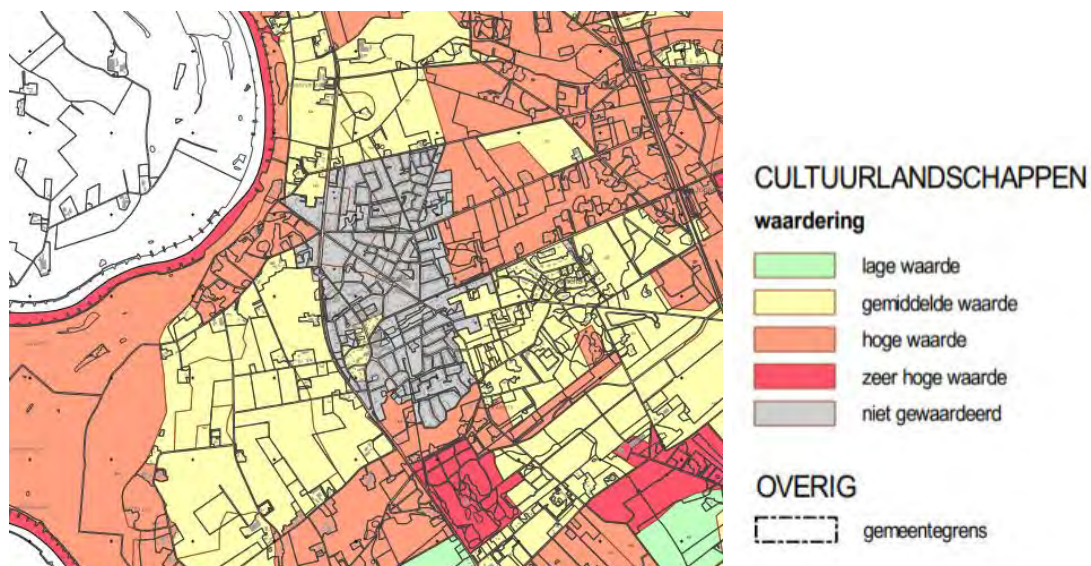 CULTUURLANDSCHAPPEN
waardering
lage waarde
gemiddelde waarde
hoge waarde
zeer hoge waarde
niet gewaardeerd
OVERIG
gemeentegrens